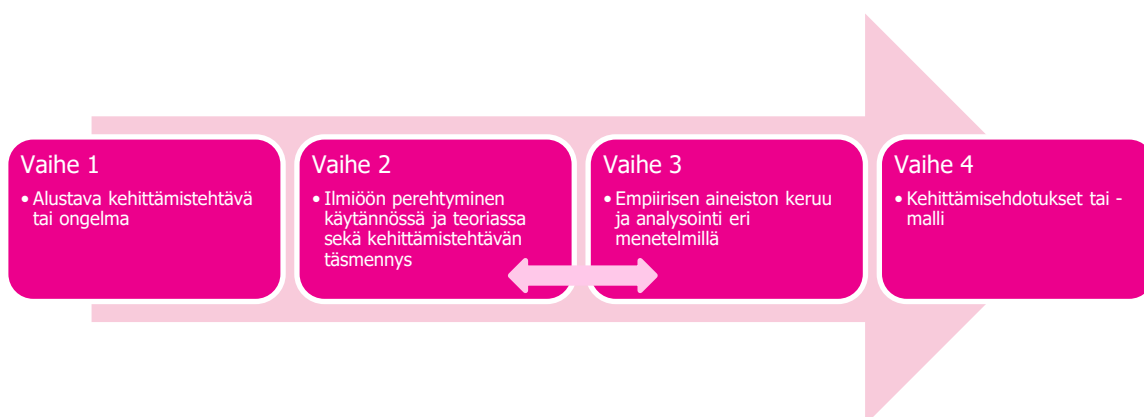 Vaihe 1
• Alustava kehittämistehtävä
tai ongelma
Vaihe 2
• Ilmiöön perehtyminen
käytännössä ja teoriassa
sekä kehittämistehtävän
täsmennys
Vaihe 3
• Empiirisen aineiston keruu
ja analysointi eri
menetelmillä
Vaihe 4
• Kehittämisehdotukset tai -
malli